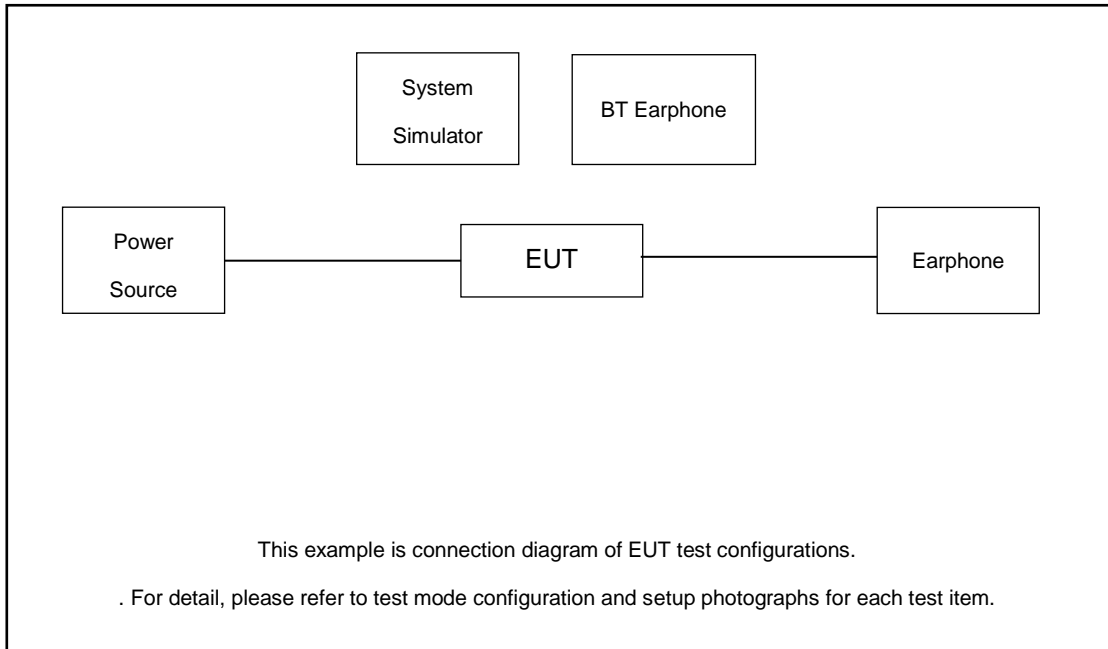 System
Simulator
BT Earphone
Power
Source
EUT
Earphone
This example is connection diagram of EUT test configurations.
. For detail, please refer to test mode configuration and setup photographs for each test item.